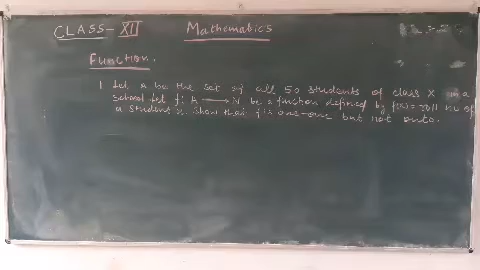 CLASS-XII Mathematics
Function.
1. Let A be the set of all 50 students of class X in a
school let f: A → N be a function defined by f(x) = roll no of
a student x. Show that f is one-one but not onto.